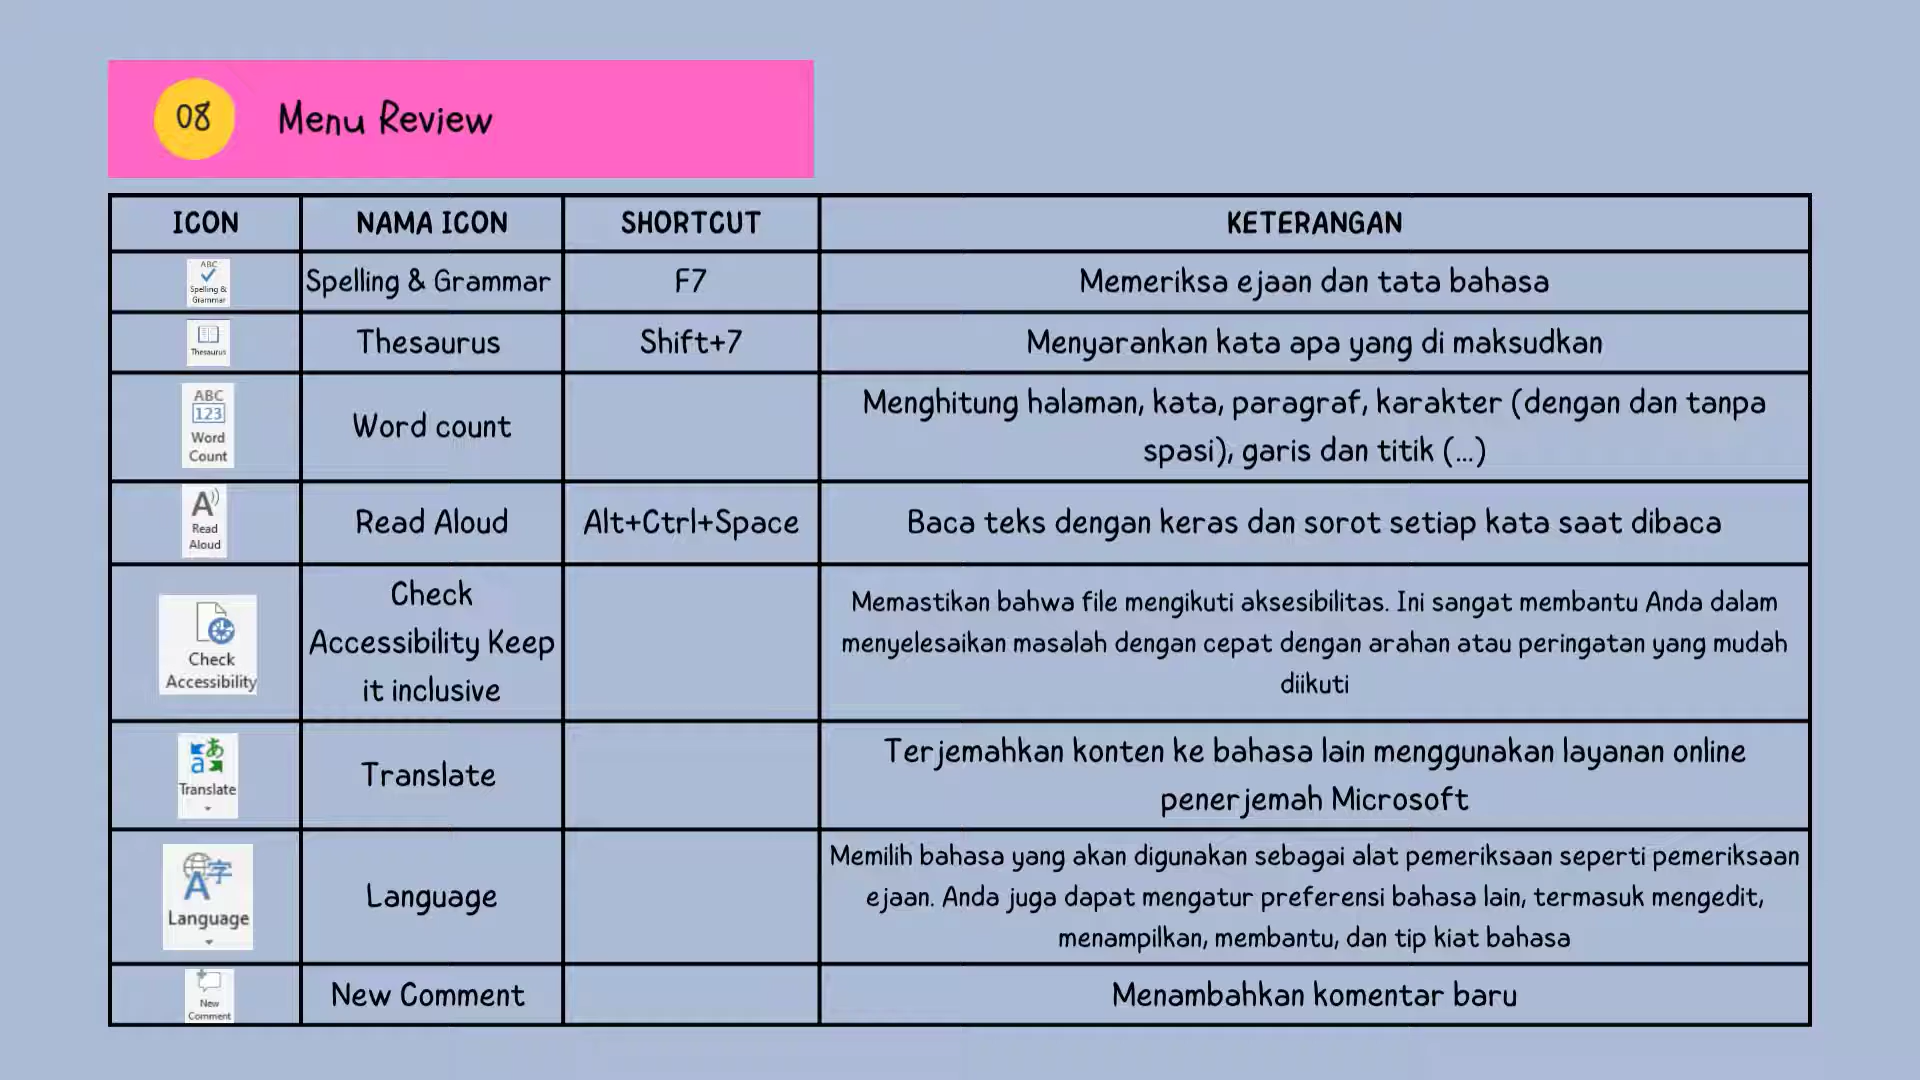 08
Menu Review
ICON NAMA ICON SHORTCUT KETERANGAN
ABC
Spelling &
Grammar
Spelling & Grammar F7 Memeriksa ejaan dan tata bahasa
Thesaurus
Thesaurus Shift+7 Menyarankan kata apa yang di maksudkan
ABC
123
Word
Count
Word count
Menghitung halaman, kata, paragraf, karakter (dengan dan tanpa
spasi), garis dan titik (...)
A
Read
Aloud
Read Aloud Alt+Ctrl+Space Baca teks dengan keras dan sorot setiap kata saat dibaca
Check
Accessibility
Check
Accessibility Keep
it inclusive
Memastikan bahwa file mengikuti aksesibilitas. Ini sangat membantu Anda dalam
menyelesaikan masalah dengan cepat dengan arahan atau peringatan yang mudah
diikuti
あ
a
Translate
Translate
Terjemahkan konten ke bahasa lain menggunakan layanan online
penerjemah Microsoft
A字
Language
Language
Memilih bahasa yang akan digunakan sebagai alat pemeriksaan seperti pemeriksaan
ejaan. Anda juga dapat mengatur preferensi bahasa lain, termasuk mengedit,
menampilkan, membantu, dan tip kiat bahasa
New
Comment
New Comment Menambahkan komentar baru